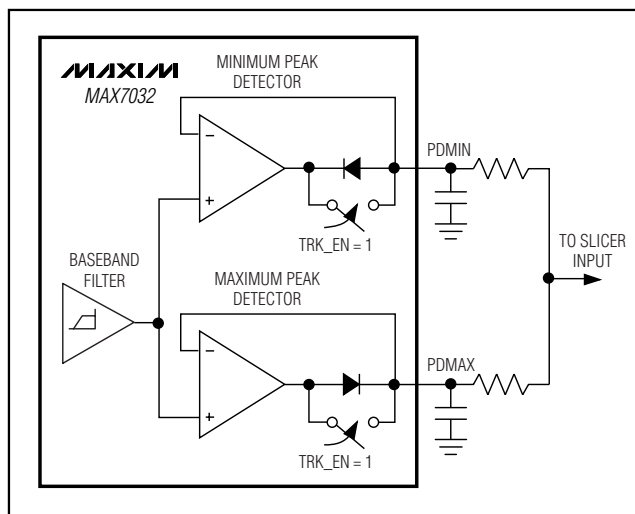 MAXIM
MAX7032
MINIMUM PEAK
DETECTOR
−
+
PDMIN
TRK_EN = 1
TO SLICER
INPUT
BASEBAND
FILTER
MAXIMUM PEAK
DETECTOR
−
+
PDMAX
TRK_EN = 1